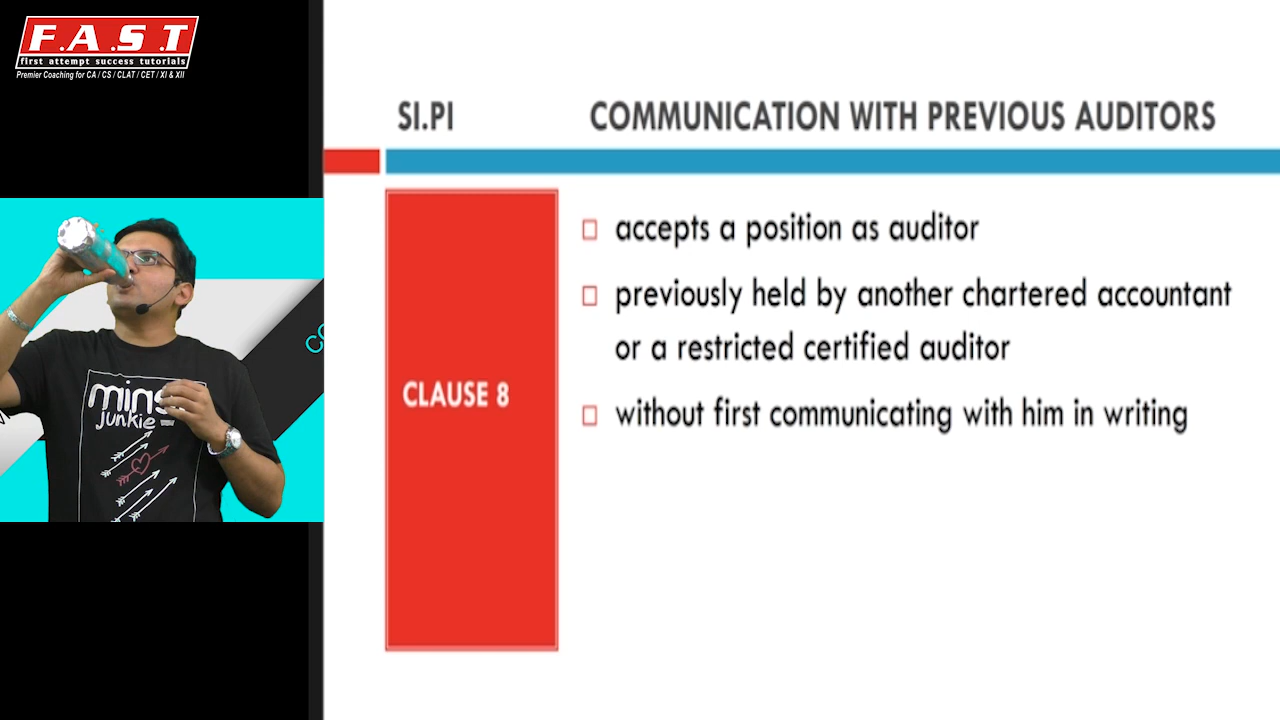 F.A.S.T
first attempt success tutorials
Premier Coaching for CA / CS / CLAT / CET / XI & XII
SI.PI COMMUNICATION WITH PREVIOUS AUDITORS
CLAUSE 8
accepts a position as auditor
previously held by another chartered accountant
or a restricted certified auditor
without first communicating with him in writing
junkie